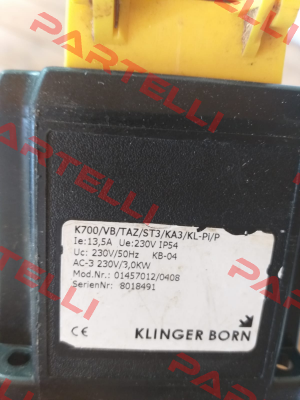 PARTELLI
PARTELLI
K700/VB/TAZ/ST3/KA3/KL-Pi/P
Ie:13,5A Ue:230V IP54
Uc: 230V/50Hz KB-04
AC-3 230V/3,0KW
Mod.Nr.: 01457012/0408
SerienNr: 8018491
CE KLINGER BORN
PARTELLI
PARTELLI